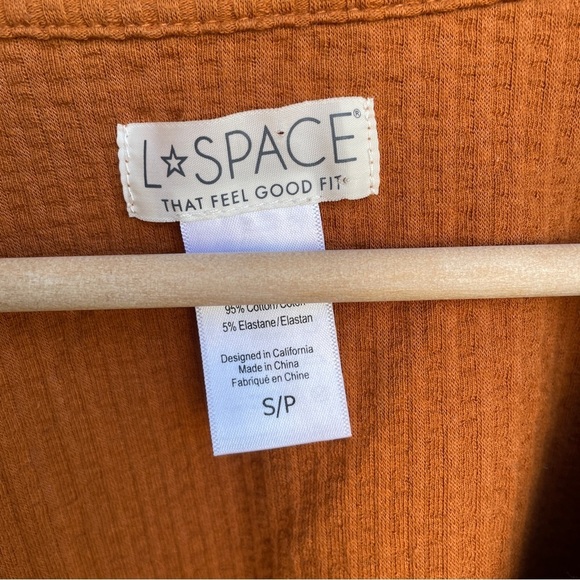 L☆SPACE®
THAT FEEL GOOD FIT
95% Cotton/Coton
5% Elastane/Elastan
Designed in California
Made in China
Fabriqué en Chine
S/P